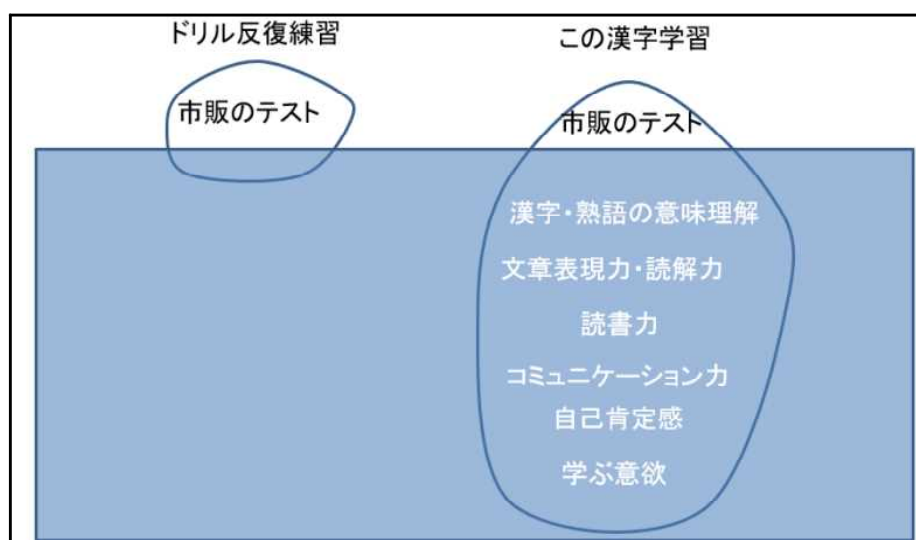 ドリル反復練習
市販のテスト
この漢字学習
市販のテスト
漢字・熟語の意味理解
文章表現力・読解力
読書力
コミュニケーション力
自己肯定感
学ぶ意欲